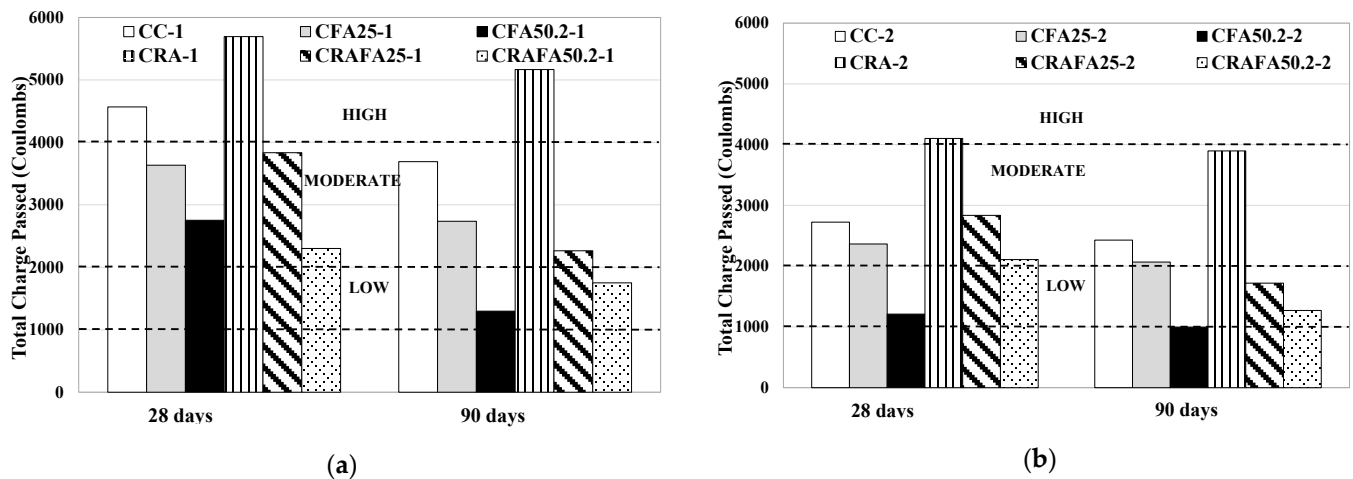 Total Charge Passed (Coulombs)
6000
5000
4000
3000
2000
1000
0
CC-1 CFA25-1 CFA50.2-1
CRA-1 CRAFA25-1 CRAFA50.2-1
HIGH
MODERATE
LOW
28 days 90 days
(a)
Total Charge Passed (Coulombs)
6000
5000
4000
3000
2000
1000
0
CC-2 CFA25-2 CFA50.2-2
CRA-2 CRAFA25-2 CRAFA50.2-2
HIGH
MODERATE
LOW
28 days 90 days
(b)